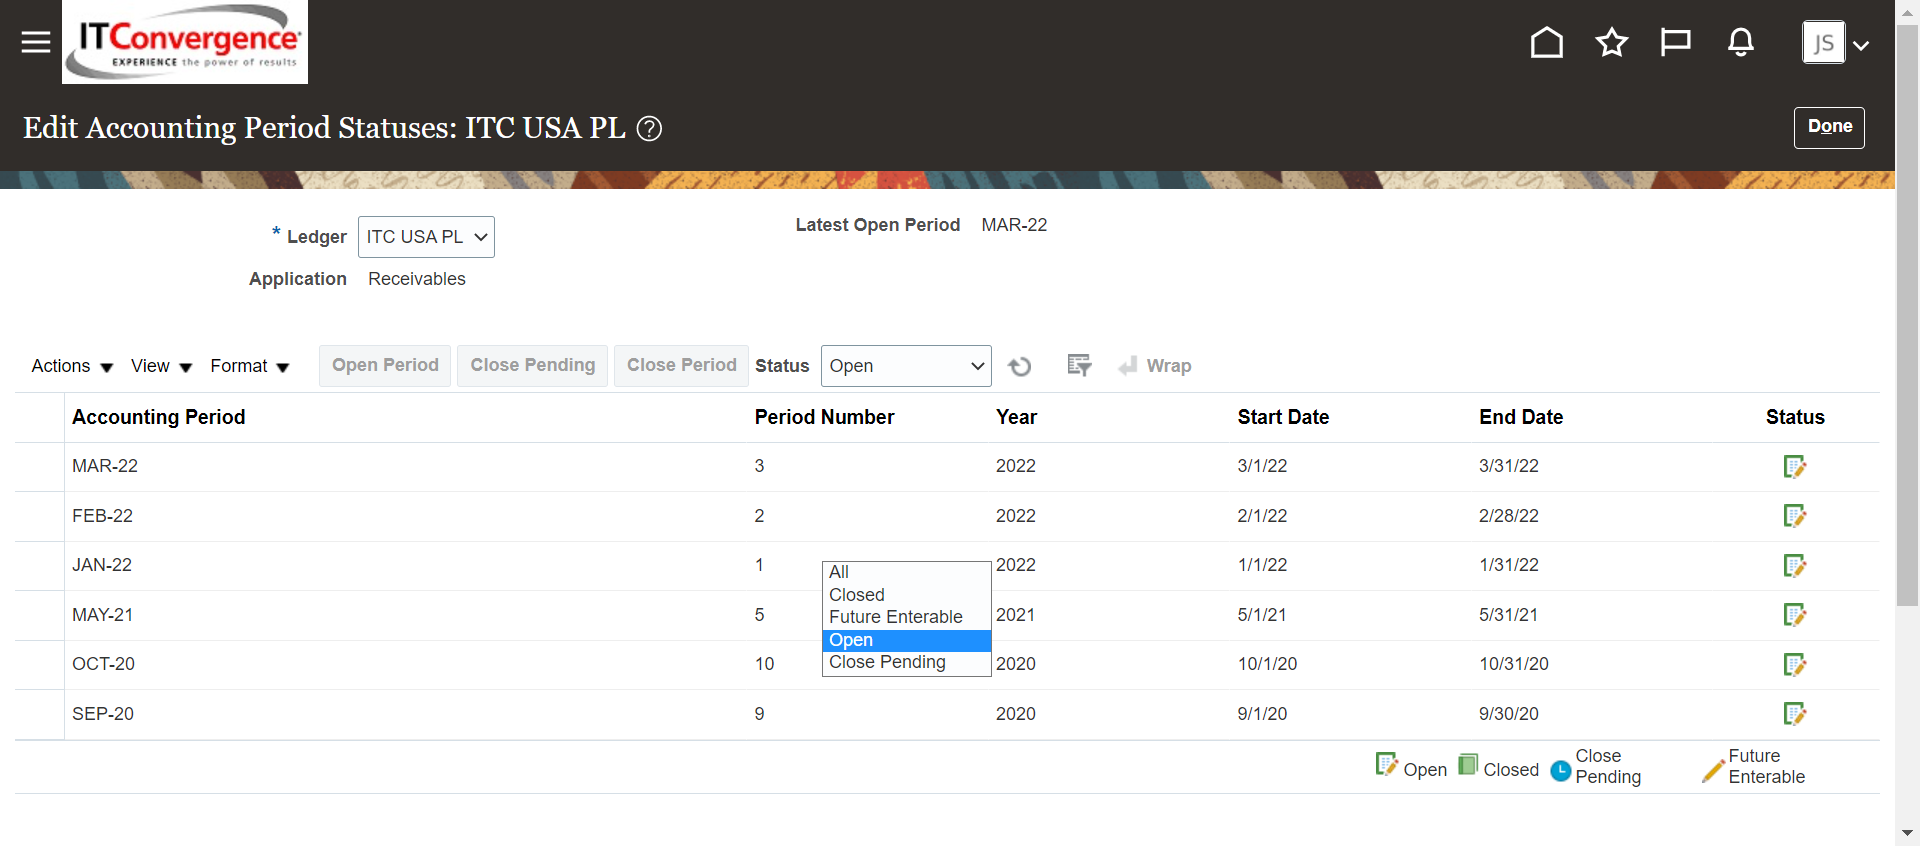 ITConvergence
EXPERIENCE the power of results
JS
Edit Accounting Period Statuses: ITC USA PL ?
Done
* Ledger ITC USA PL
Latest Open Period MAR-22
Application Receivables
Actions View Format Open Period Close Pending Close Period Status Open Wrap
Accounting Period Period Number Year Start Date End Date Status
MAR-22 3 2022 3/1/22 3/31/22
FEB-22 2 2022 2/1/22 2/28/22
JAN-22 1 2022 1/1/22 1/31/22
All
Closed
Future Enterable
Open
Close Pending
MAY-21 5 2021 5/1/21 5/31/21
OCT-20 10 2020 10/1/20 10/31/20
SEP-20 9 2020 9/1/20 9/30/20
Open Closed Close Pending Future Enterable